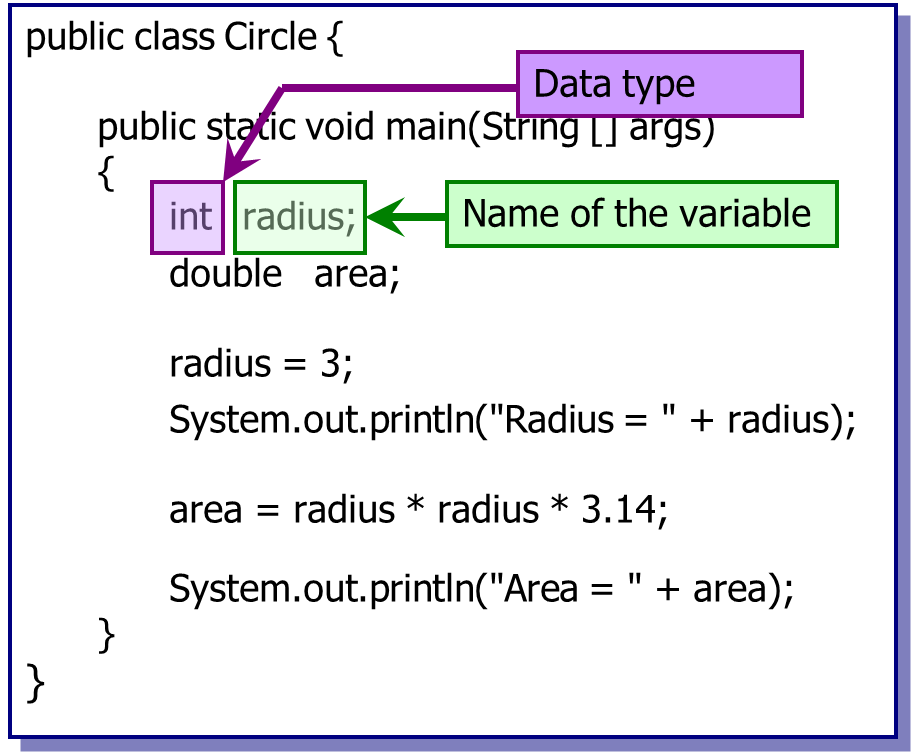 public class Circle {
Data type
public static void main(String [] args)
{
int radius;
Name of the variable
double area;
radius = 3;
System.out.println("Radius = " + radius);
area = radius * radius * 3.14;
System.out.println("Area = " + area);
}
}